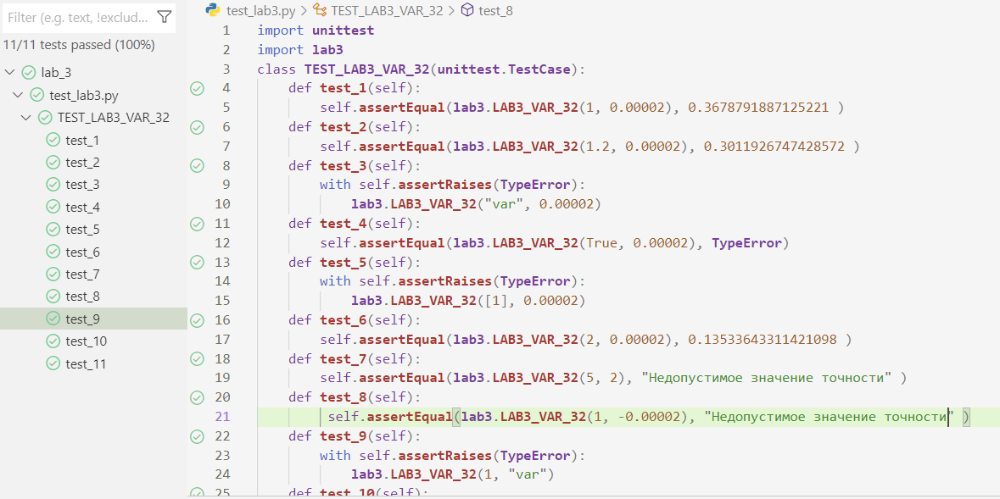 Filter (e.g. text, !exclud...
11/11 tests passed (100%)
lab_3
test_lab3.py
TEST_LAB3_VAR_32
test_1
test_2
test_3
test_4
test_5
test_6
test_7
test_8
test_9
test_10
test_11
test_lab3.py > TEST_LAB3_VAR_32 > test_8
1 import unittest
2 import lab3
3 class TEST_LAB3_VAR_32(unittest.TestCase):
4 def test_1(self):
5 self.assertEqual(lab3.LAB3_VAR_32(1, 0.00002), 0.3678791887125221 )
6 def test_2(self):
7 self.assertEqual(lab3.LAB3_VAR_32(1.2, 0.00002), 0.3011926747428572 )
8 def test_3(self):
9 with self.assertRaises(TypeError):
10 lab3.LAB3_VAR_32("var", 0.00002)
11 def test_4(self):
12 self.assertEqual(lab3.LAB3_VAR_32(True, 0.00002), TypeError)
13 def test_5(self):
14 with self.assertRaises(TypeError):
15 lab3.LAB3_VAR_32([1], 0.00002)
16 def test_6(self):
17 self.assertEqual(lab3.LAB3_VAR_32(2, 0.00002), 0.13533643311421098 )
18 def test_7(self):
19 self.assertEqual(lab3.LAB3_VAR_32(5, 2), "Недопустимое значение точности" )
20 def test_8(self):
21 self.assertEqual(lab3.LAB3_VAR_32(1, -0.00002), "Недопустимое значение точности" )
22 def test_9(self):
23 with self.assertRaises(TypeError):
24 lab3.LAB3_VAR_32(1, "var")
25 def test_10(self):